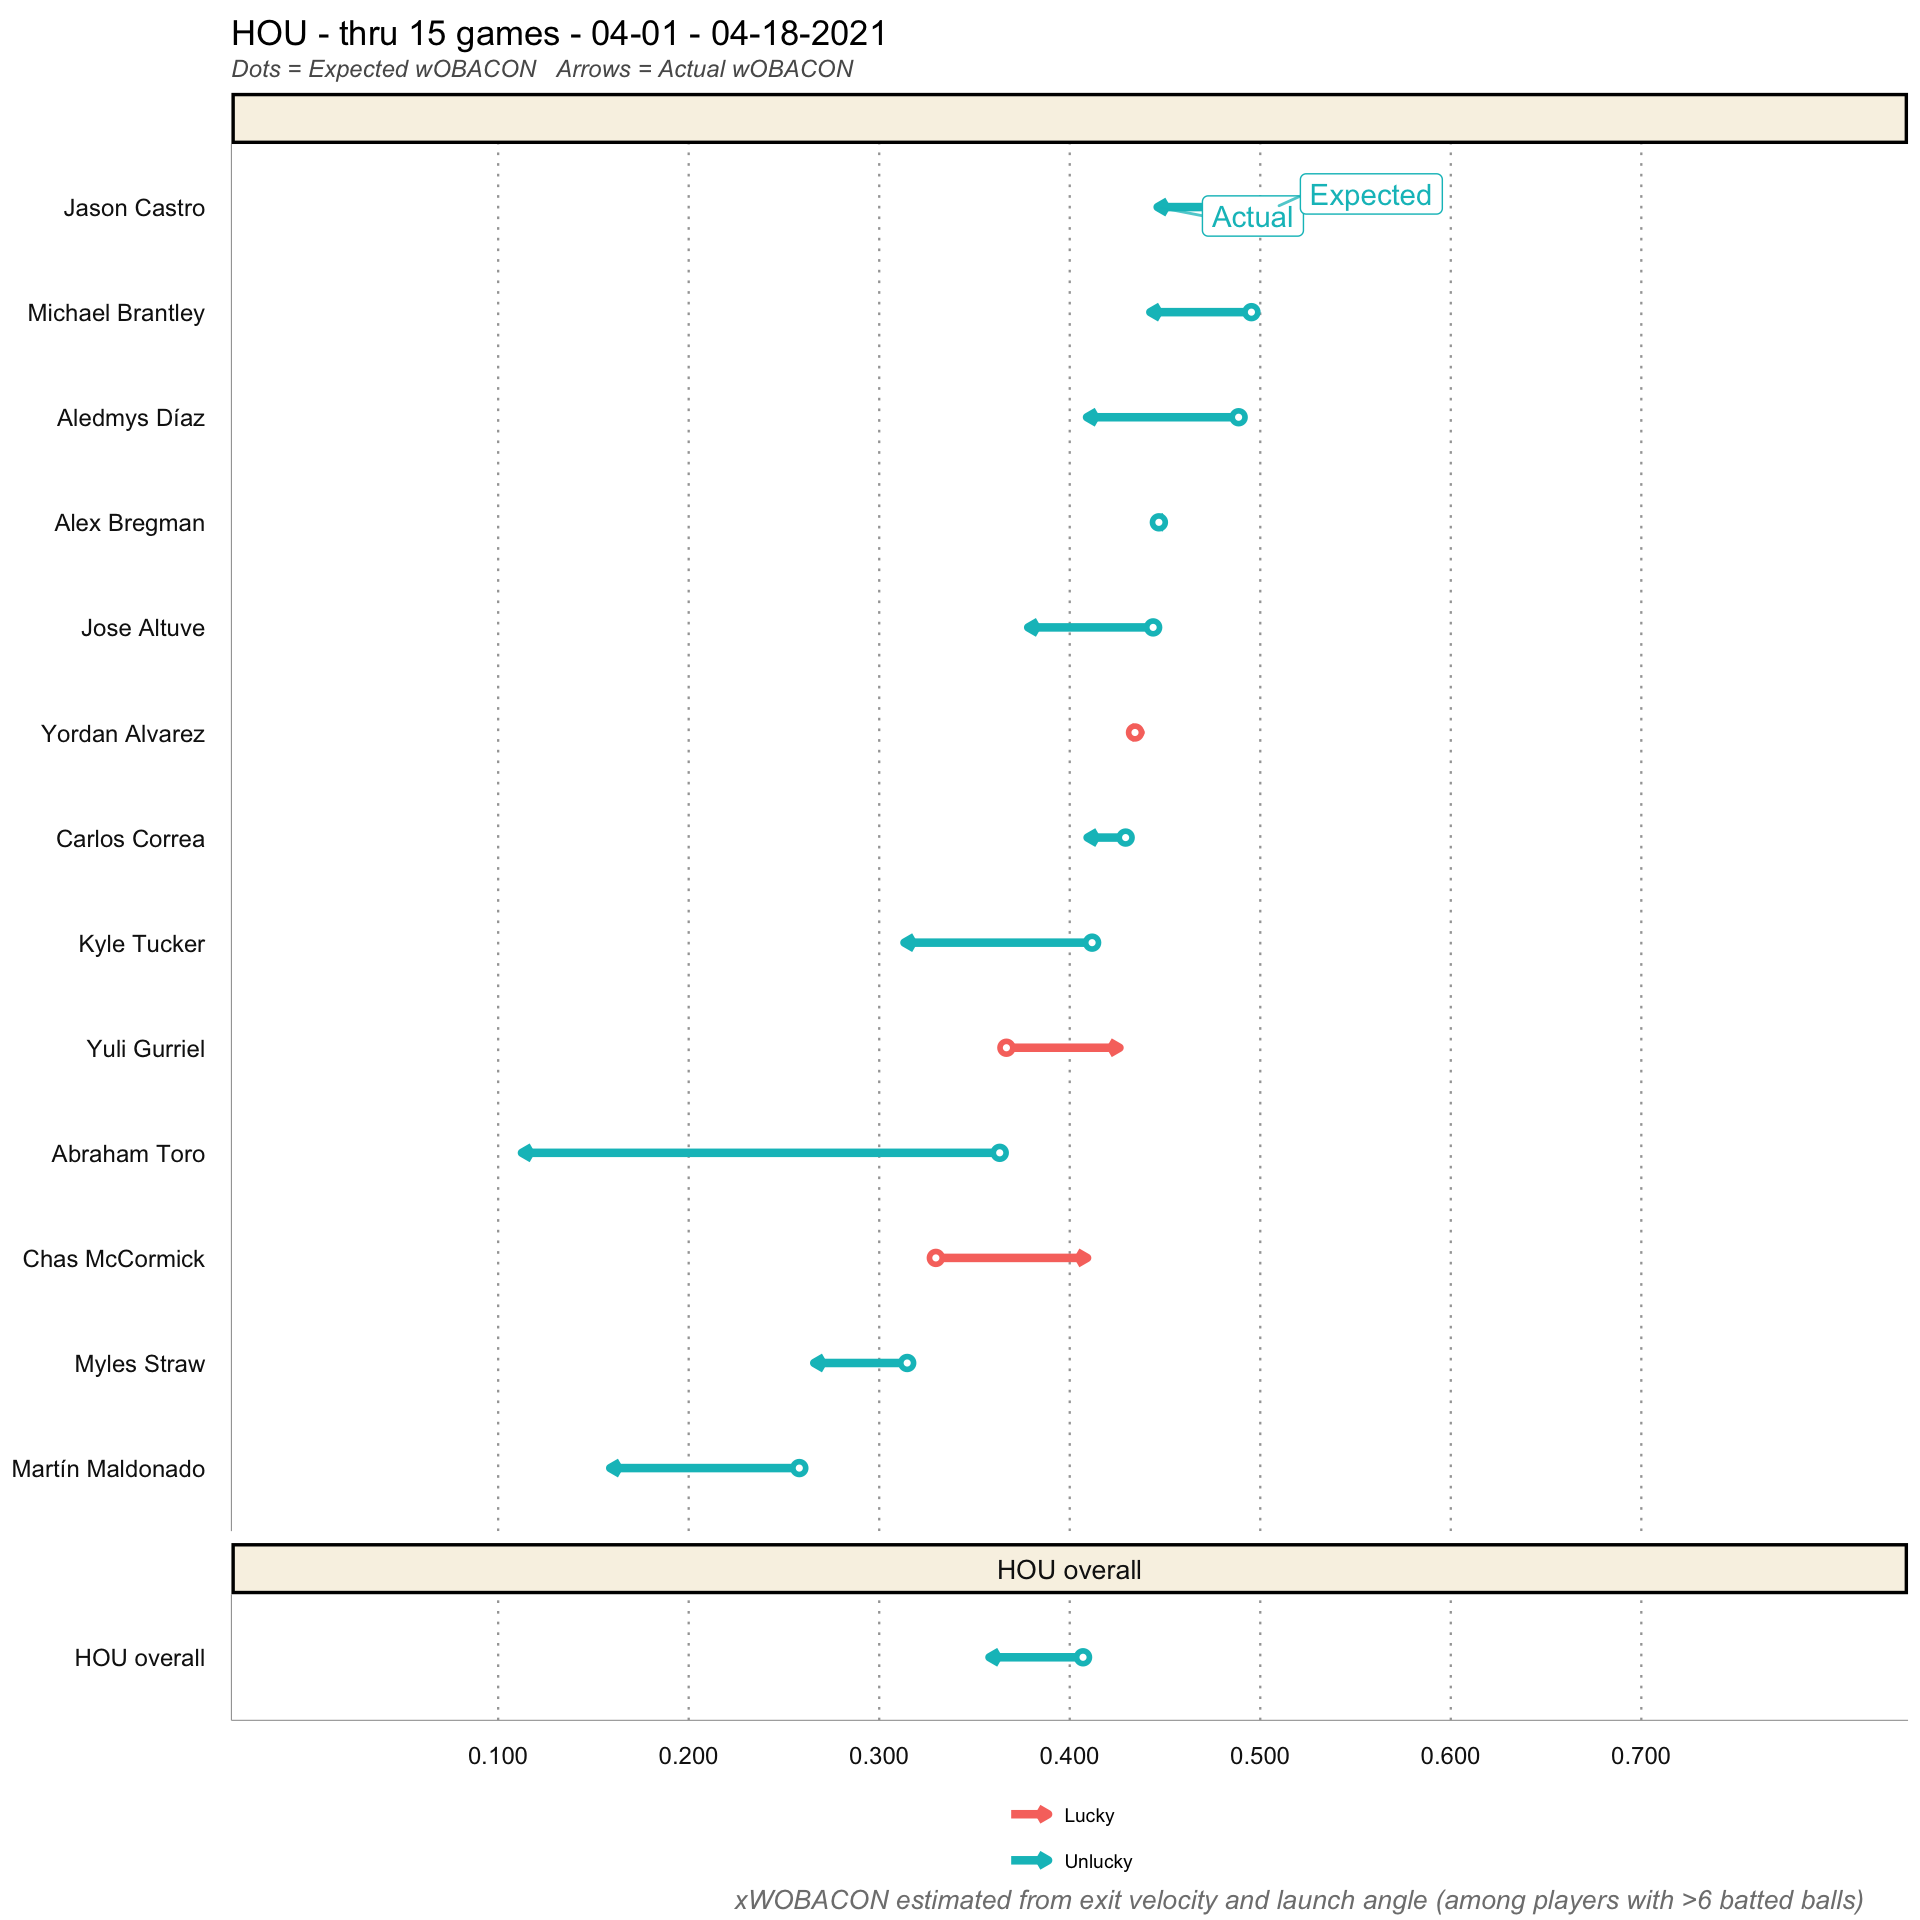 HOU - thru 15 games - 04-01 - 04-18-2021
Dots = Expected wOBACON   Arrows = Actual wOBACON
Jason Castro
Expected
Actual
Michael Brantley
Aledmys Díaz
Alex Bregman
Jose Altuve
Yordan Alvarez
Carlos Correa
Kyle Tucker
Yuli Gurriel
Abraham Toro
Chas McCormick
Myles Straw
Martín Maldonado
HOU overall
HOU overall
0.100 0.200 0.300 0.400 0.500 0.600 0.700
Lucky
Unlucky
xWOBACON estimated from exit velocity and launch angle (among players with >6 batted balls)